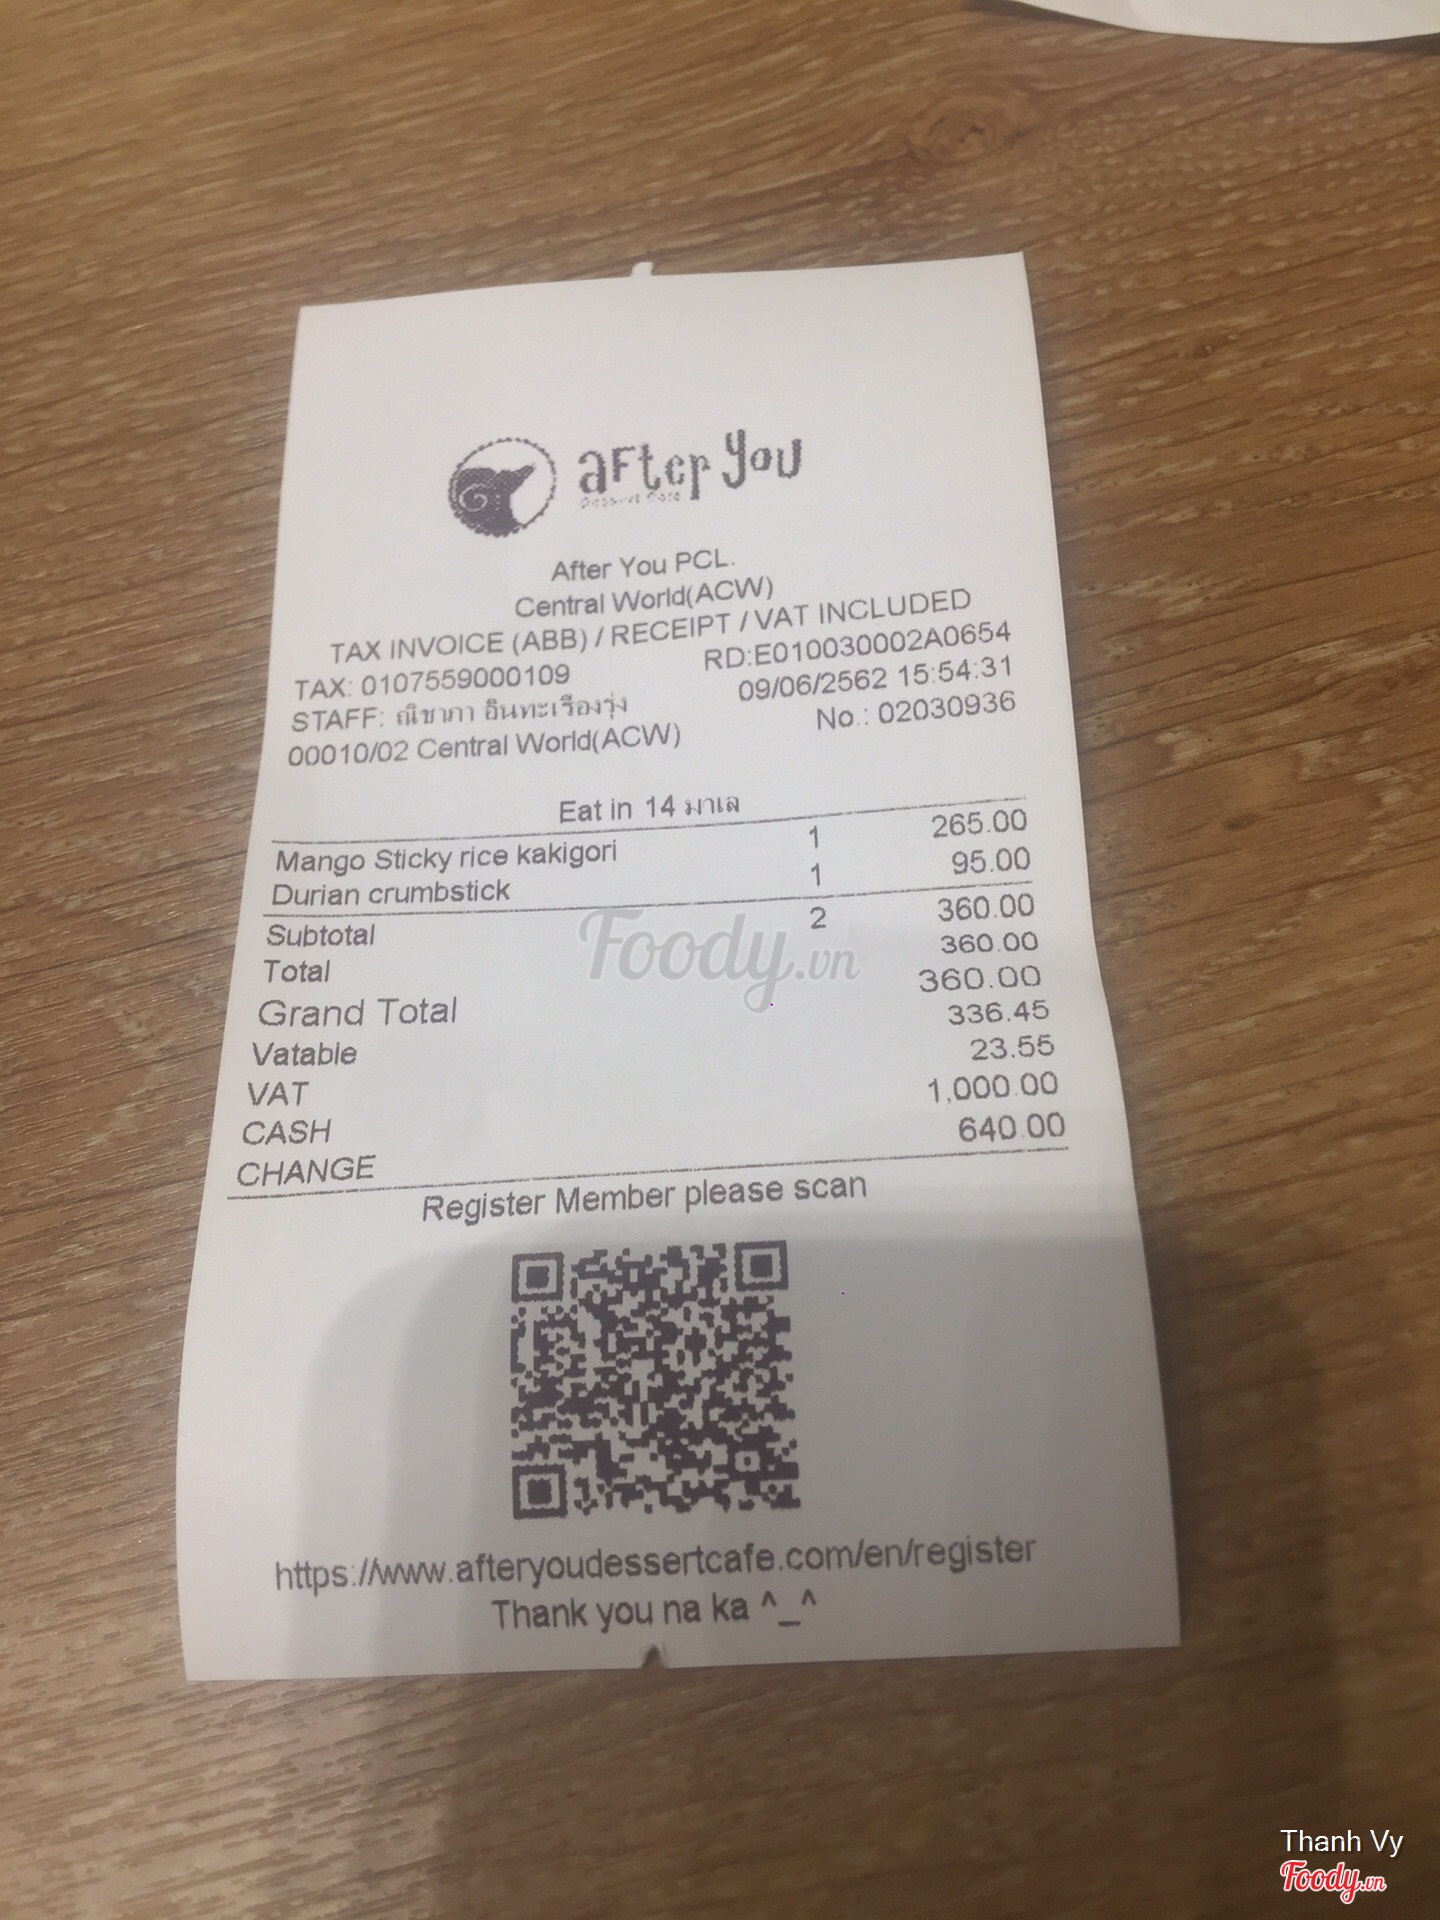 after you
Dessert Cafe
After You PCL.
Central World(ACW)
TAX INVOICE (ABB) / RECEIPT / VAT INCLUDED
TAX: 0107559000109 RD:E010030002A0654
STAFF: ณิชาภา อินทะเรืองรุ่ง 09/06/2562 15:54:31
00010/02 Central World(ACW) No.: 02030936
Eat in 14 มาเล
Mango Sticky rice kakigori 1 265.00
Durian crumbstick 1 95.00
Subtotal 2 360.00
Total 360.00
Grand Total 360.00
Vatable 336.45
VAT 23.55
CASH 1,000.00
CHANGE 640.00
Register Member please scan
https://www.afteryoudessertcafe.com/en/register
Thank you na ka ^_^
Foody.vn
Thanh Vy
Foody.vn